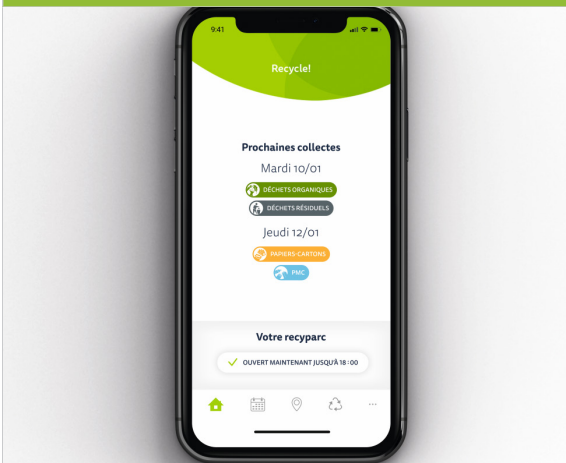 9:41
Recycle!
Prochaines collectes
Mardi 10/01
DÉCHETS ORGANIQUES
DÉCHETS RÉSIDUELS
Jeudi 12/01
PAPIERS-CARTONS
PMC
Votre recyparc
OUVERT MAINTENANT JUSQU'À 18:00